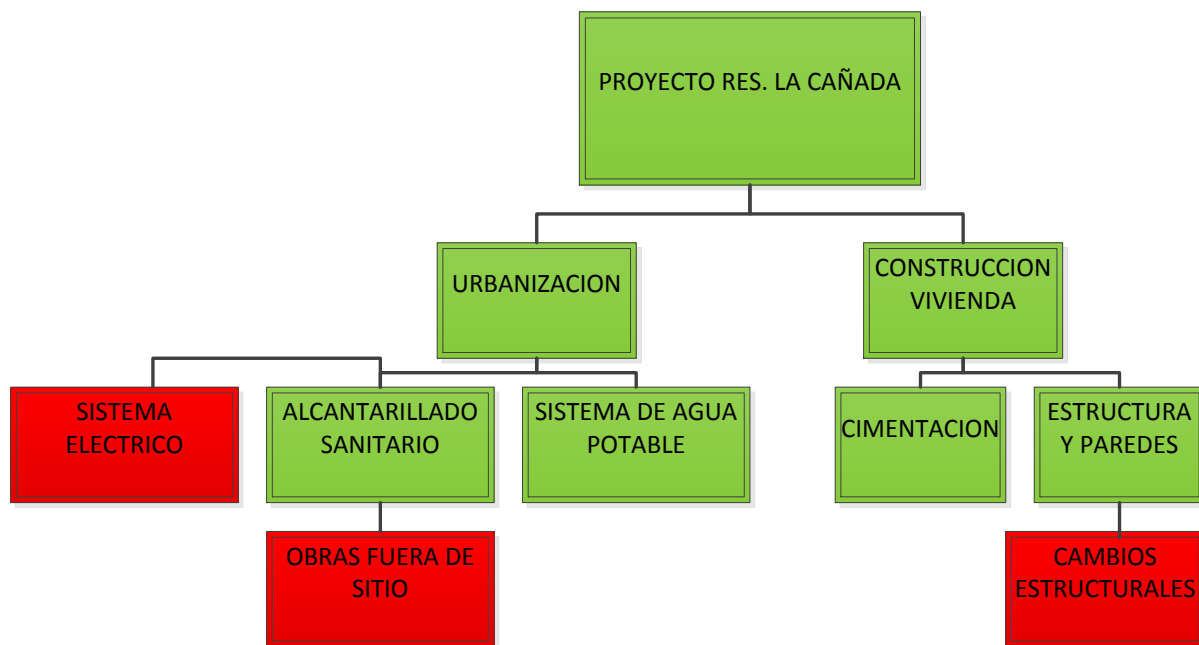 PROYECTO RES. LA CAÑADA
URBANIZACION
CONSTRUCCION
VIVIENDA
SISTEMA
ELECTRICO
ALCANTARILLADO
SANITARIO
SISTEMA DE AGUA
POTABLE
CIMENTACION
ESTRUCTURA
Y PAREDES
OBRAS FUERA DE
SITIO
CAMBIOS
ESTRUCTURALES